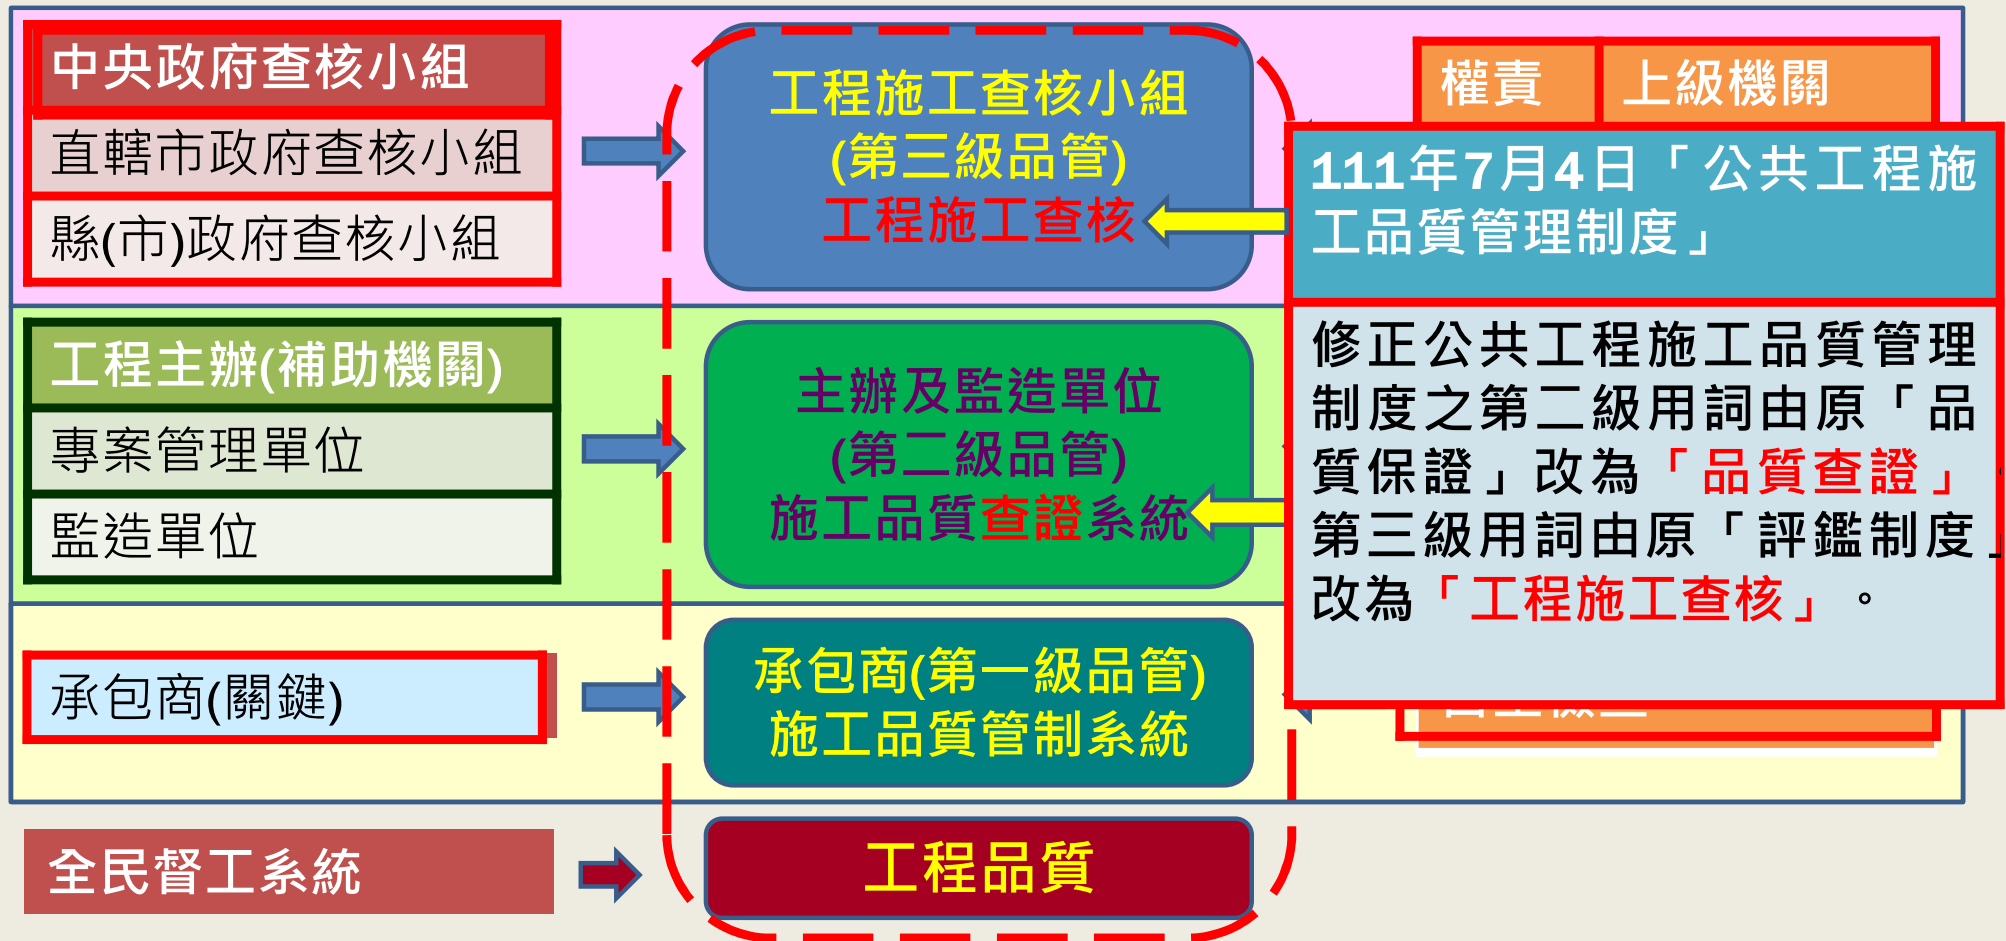 中央政府查核小組
直轄市政府查核小組
縣(市)政府查核小組
工程施工查核小組
(第三級品管)
工程施工查核
權責
上級機關
111年7月4日「公共工程施
工品質管理制度」
修正公共工程施工品質管理
制度之第二級用詞由原「品
質保證」改為「品質查證」，
第三級用詞由原「評鑑制度」
改為「工程施工查核」。
工程主辦(補助機關)
專案管理單位
監造單位
主辦及監造單位
(第二級品管)
施工品質查證系統
承包商(關鍵)
承包商(第一級品管)
施工品質管制系統
全民督工系統
工程品質